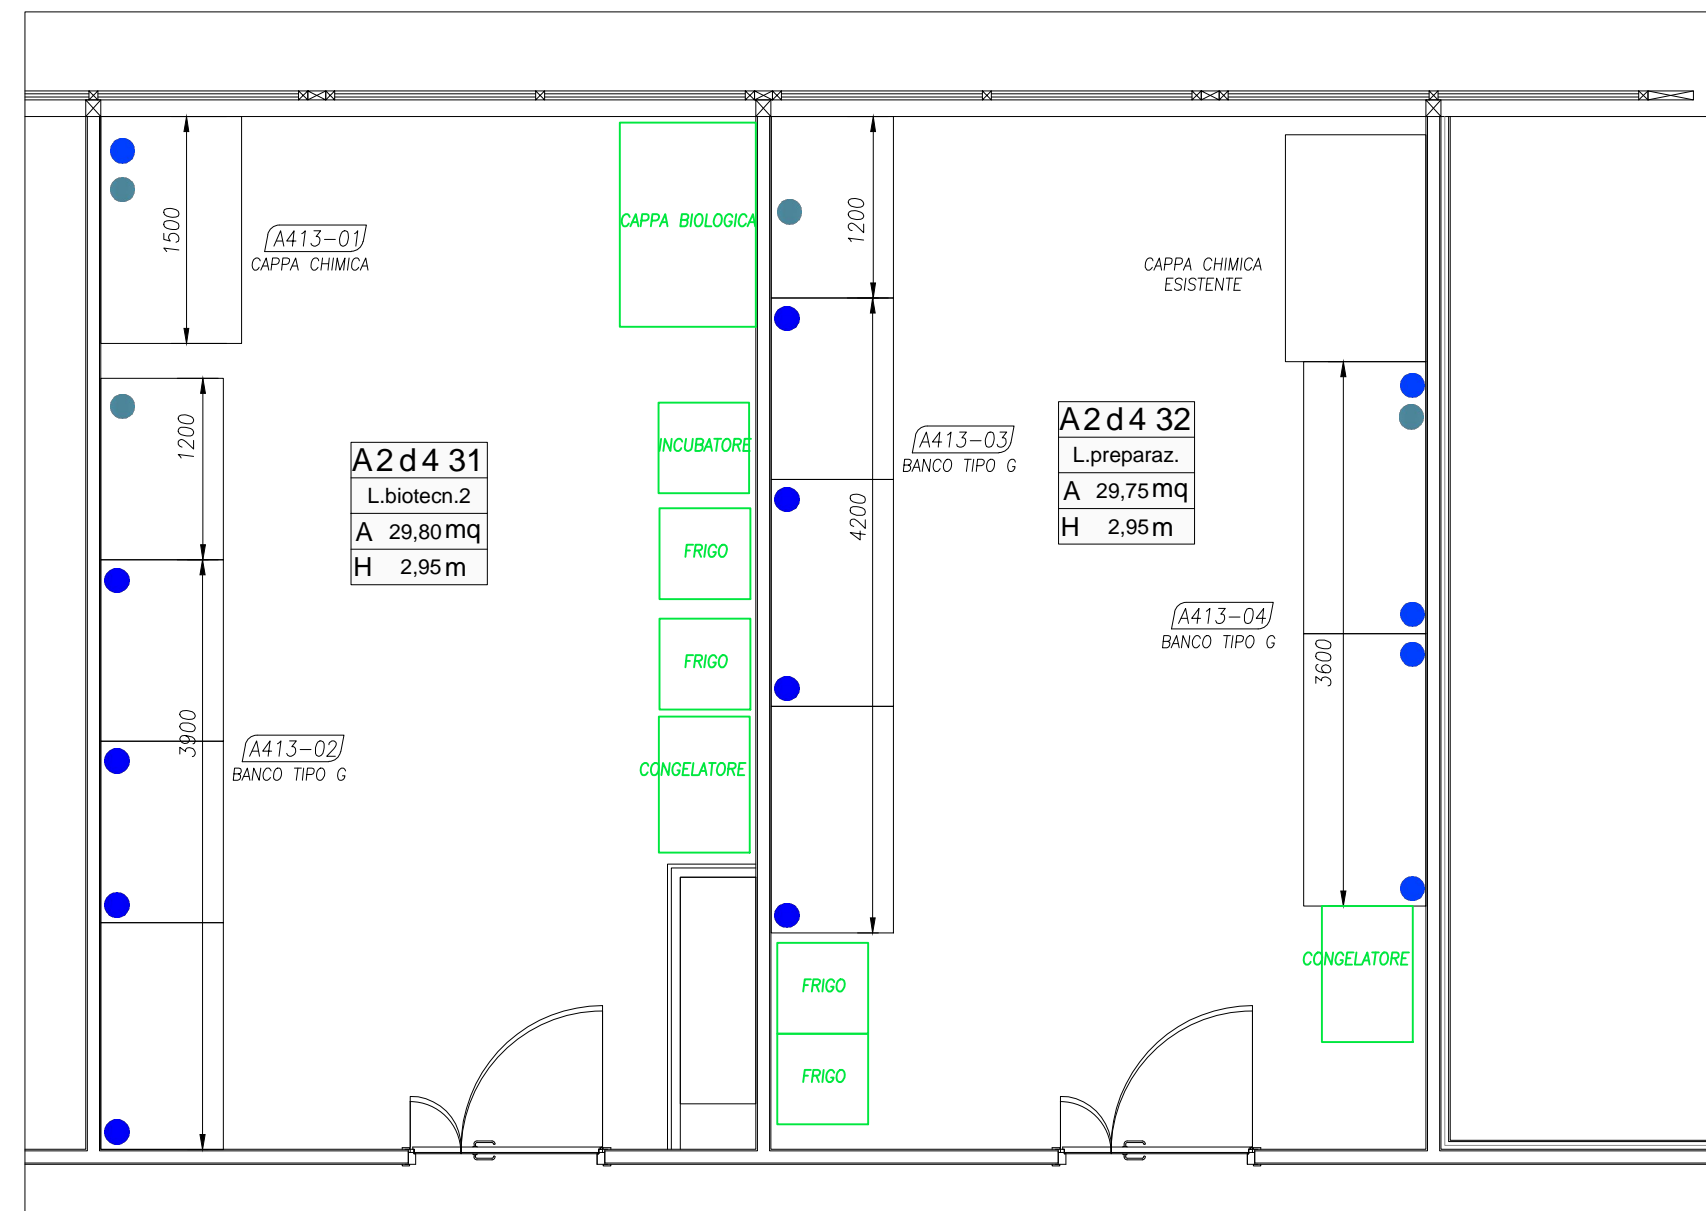 1500
A413-01
CAPPA CHIMICA
1200
3900
A413-02
BANCO TIPO G
A2d4 31
L.biotecn.2
A 29,80 mq
H 2,95 m
CAPPA BIOLOGICA
INCUBATORE
FRIGO
FRIGO
CONGELATORE
1200
4200
A413-03
BANCO TIPO G
FRIGO
FRIGO
A2d4 32
L.preparaz.
A 29,75 mq
H 2,95 m
CAPPA CHIMICA
ESISTENTE
A413-04
BANCO TIPO G
3600
CONGELATORE